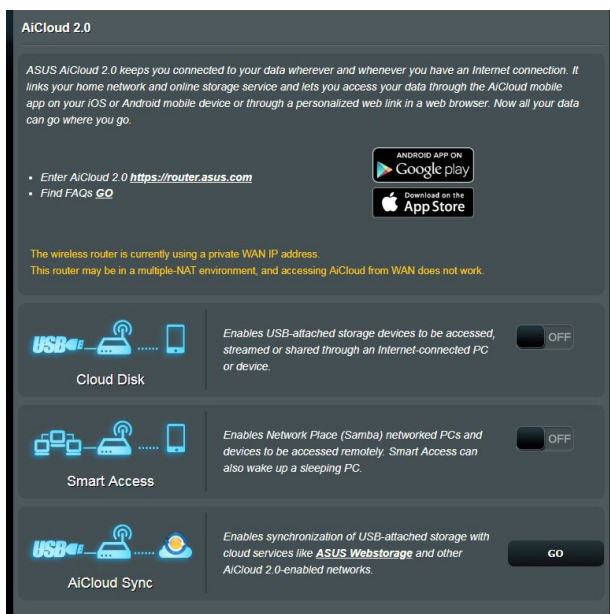 AiCloud 2.0
ASUS AiCloud 2.0 keeps you connected to your data wherever and whenever you have an Internet connection. It
links your home network and online storage service and lets you access your data through the AiCloud mobile
app on your iOS or Android mobile device or through a personalized web link in a web browser. Now all your data
can go where you go.
ANDROID APP ON
Google play
• Enter AiCloud 2.0 https://router.asus.com
• Find FAQs GO
Download on the
App Store
The wireless router is currently using a private WAN IP address.
This router may be in a multiple-NAT environment, and accessing AiCloud from WAN does not work.
USB
Cloud Disk
Enables USB-attached storage devices to be accessed,
streamed or shared through an Internet-connected PC
or device.
OFF
Smart Access
Enables Network Place (Samba) networked PCs and
devices to be accessed remotely. Smart Access can
also wake up a sleeping PC.
OFF
USB
AiCloud Sync
Enables synchronization of USB-attached storage with
cloud services like ASUS Webstorage and other
AiCloud 2.0-enabled networks.
GO